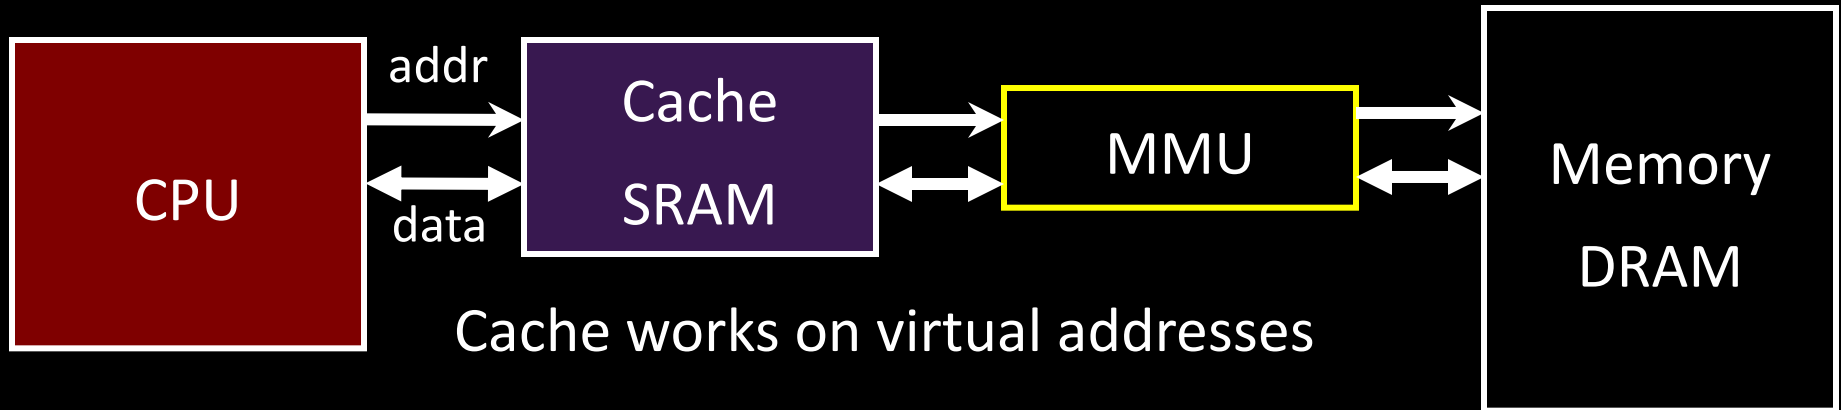 CPU
addr
data
Cache
SRAM
MMU
Memory
DRAM
Cache works on virtual addresses